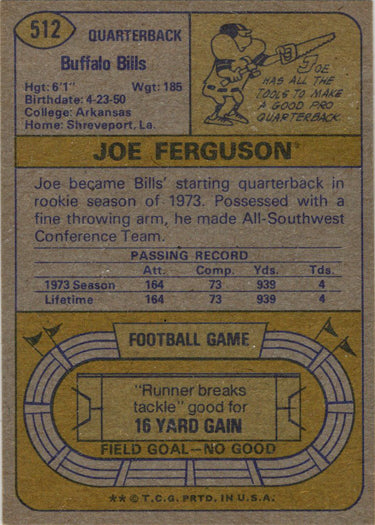 512
QUARTERBACK
Buffalo Bills
Hgt: 6'1" Wgt: 185
Birthdate: 4-23-50
College: Arkansas
Home: Shreveport, La.
JOE
HAS ALL THE
TOOLS TO MAKE
A GOOD PRO
QUARTERBACK.
JOE FERGUSON
Joe became Bills' starting quarterback in
rookie season of 1973. Possessed with a
fine throwing arm, he made All-Southwest
Conference Team.
PASSING RECORD
Att. Comp. Yds. Tds.
1973 Season 164 73 939 4
Lifetime 164 73 939 4
FOOTBALL GAME
"Runner breaks
tackle" good for
16 YARD GAIN
FIELD GOAL—NO GOOD
** © T.C.G. PRTD. IN U.S.A.